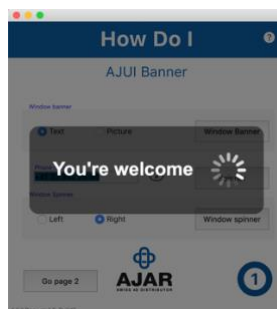 How Do I
?
AJUI Banner
Window banner
Text
Picture
Window Banner
You're welcome
Window Spinner
Left
Right
Window spinner
Go page 2
AJAR
1